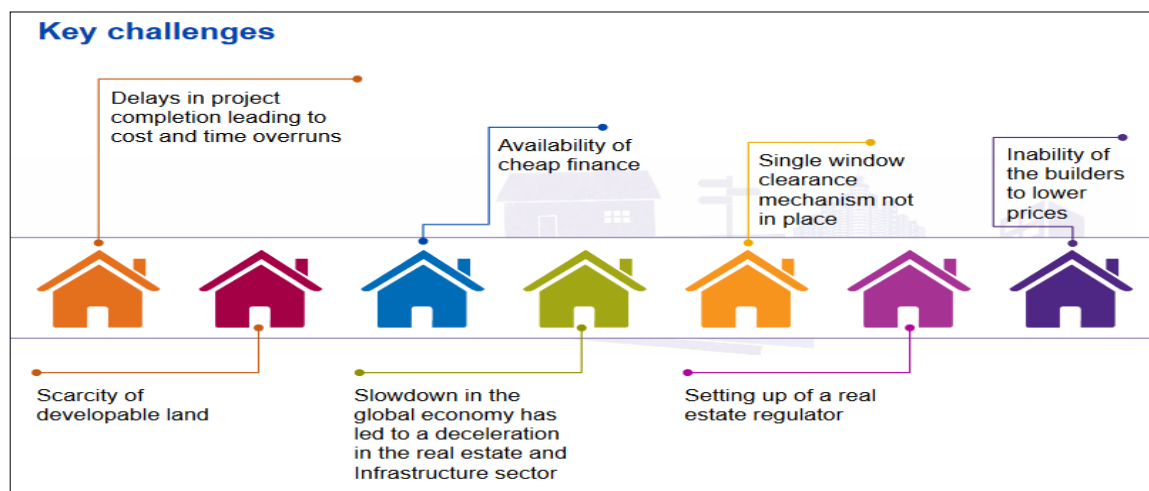 Key challenges
Delays in project
completion leading to
cost and time overruns
Availability of
cheap finance
Single window
clearance
mechanism not
in place
Inability of
the builders
to lower
prices
Scarcity of
developable land
Slowdown in the
global economy has
led to a deceleration
in the real estate and
Infrastructure sector
Setting up of a real
estate regulator